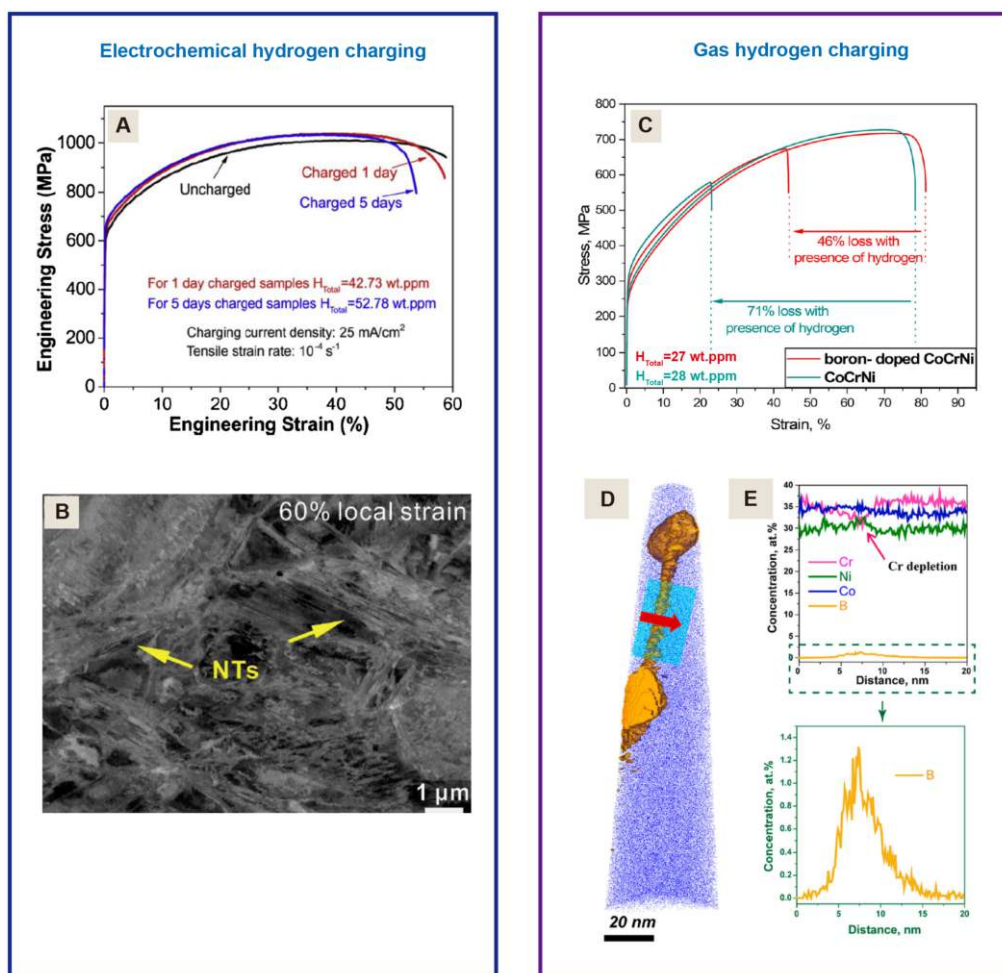 Electrochemical hydrogen charging
A
Engineering Stress (MPa)
1000
800
600
400
200
0
Uncharged
Charged 1 day
Charged 5 days
For 1 day charged samples H_Total=42.73 wt.ppm
For 5 days charged samples H_Total=52.78 wt.ppm
Charging current density: 25 mA/cm²
Tensile strain rate: 10⁻⁴ s⁻¹
0 10 20 30 40 50 60
Engineering Strain (%)
B
60% local strain
NTs
1 μm
Gas hydrogen charging
C
Stress, MPa
800
700
600
500
400
300
200
100
0
46% loss with
presence of hydrogen
71% loss with
presence of hydrogen
H_Total=27 wt.ppm
H_Total=28 wt.ppm
boron- doped CoCrNi
CoCrNi
0 10 20 30 40 50 60 70 80 90
Strain, %
D
20 nm
E
Concentration, at.%
40
35
30
25
20
15
10
5
0
Cr depletion
Cr
Ni
Co
B
0 5 10 15 20
Distance, nm
Concentration, at.%
1.4
1.2
1.0
0.8
0.6
0.4
0.2
0.0
B
0 5 10 15 20
Distance, nm